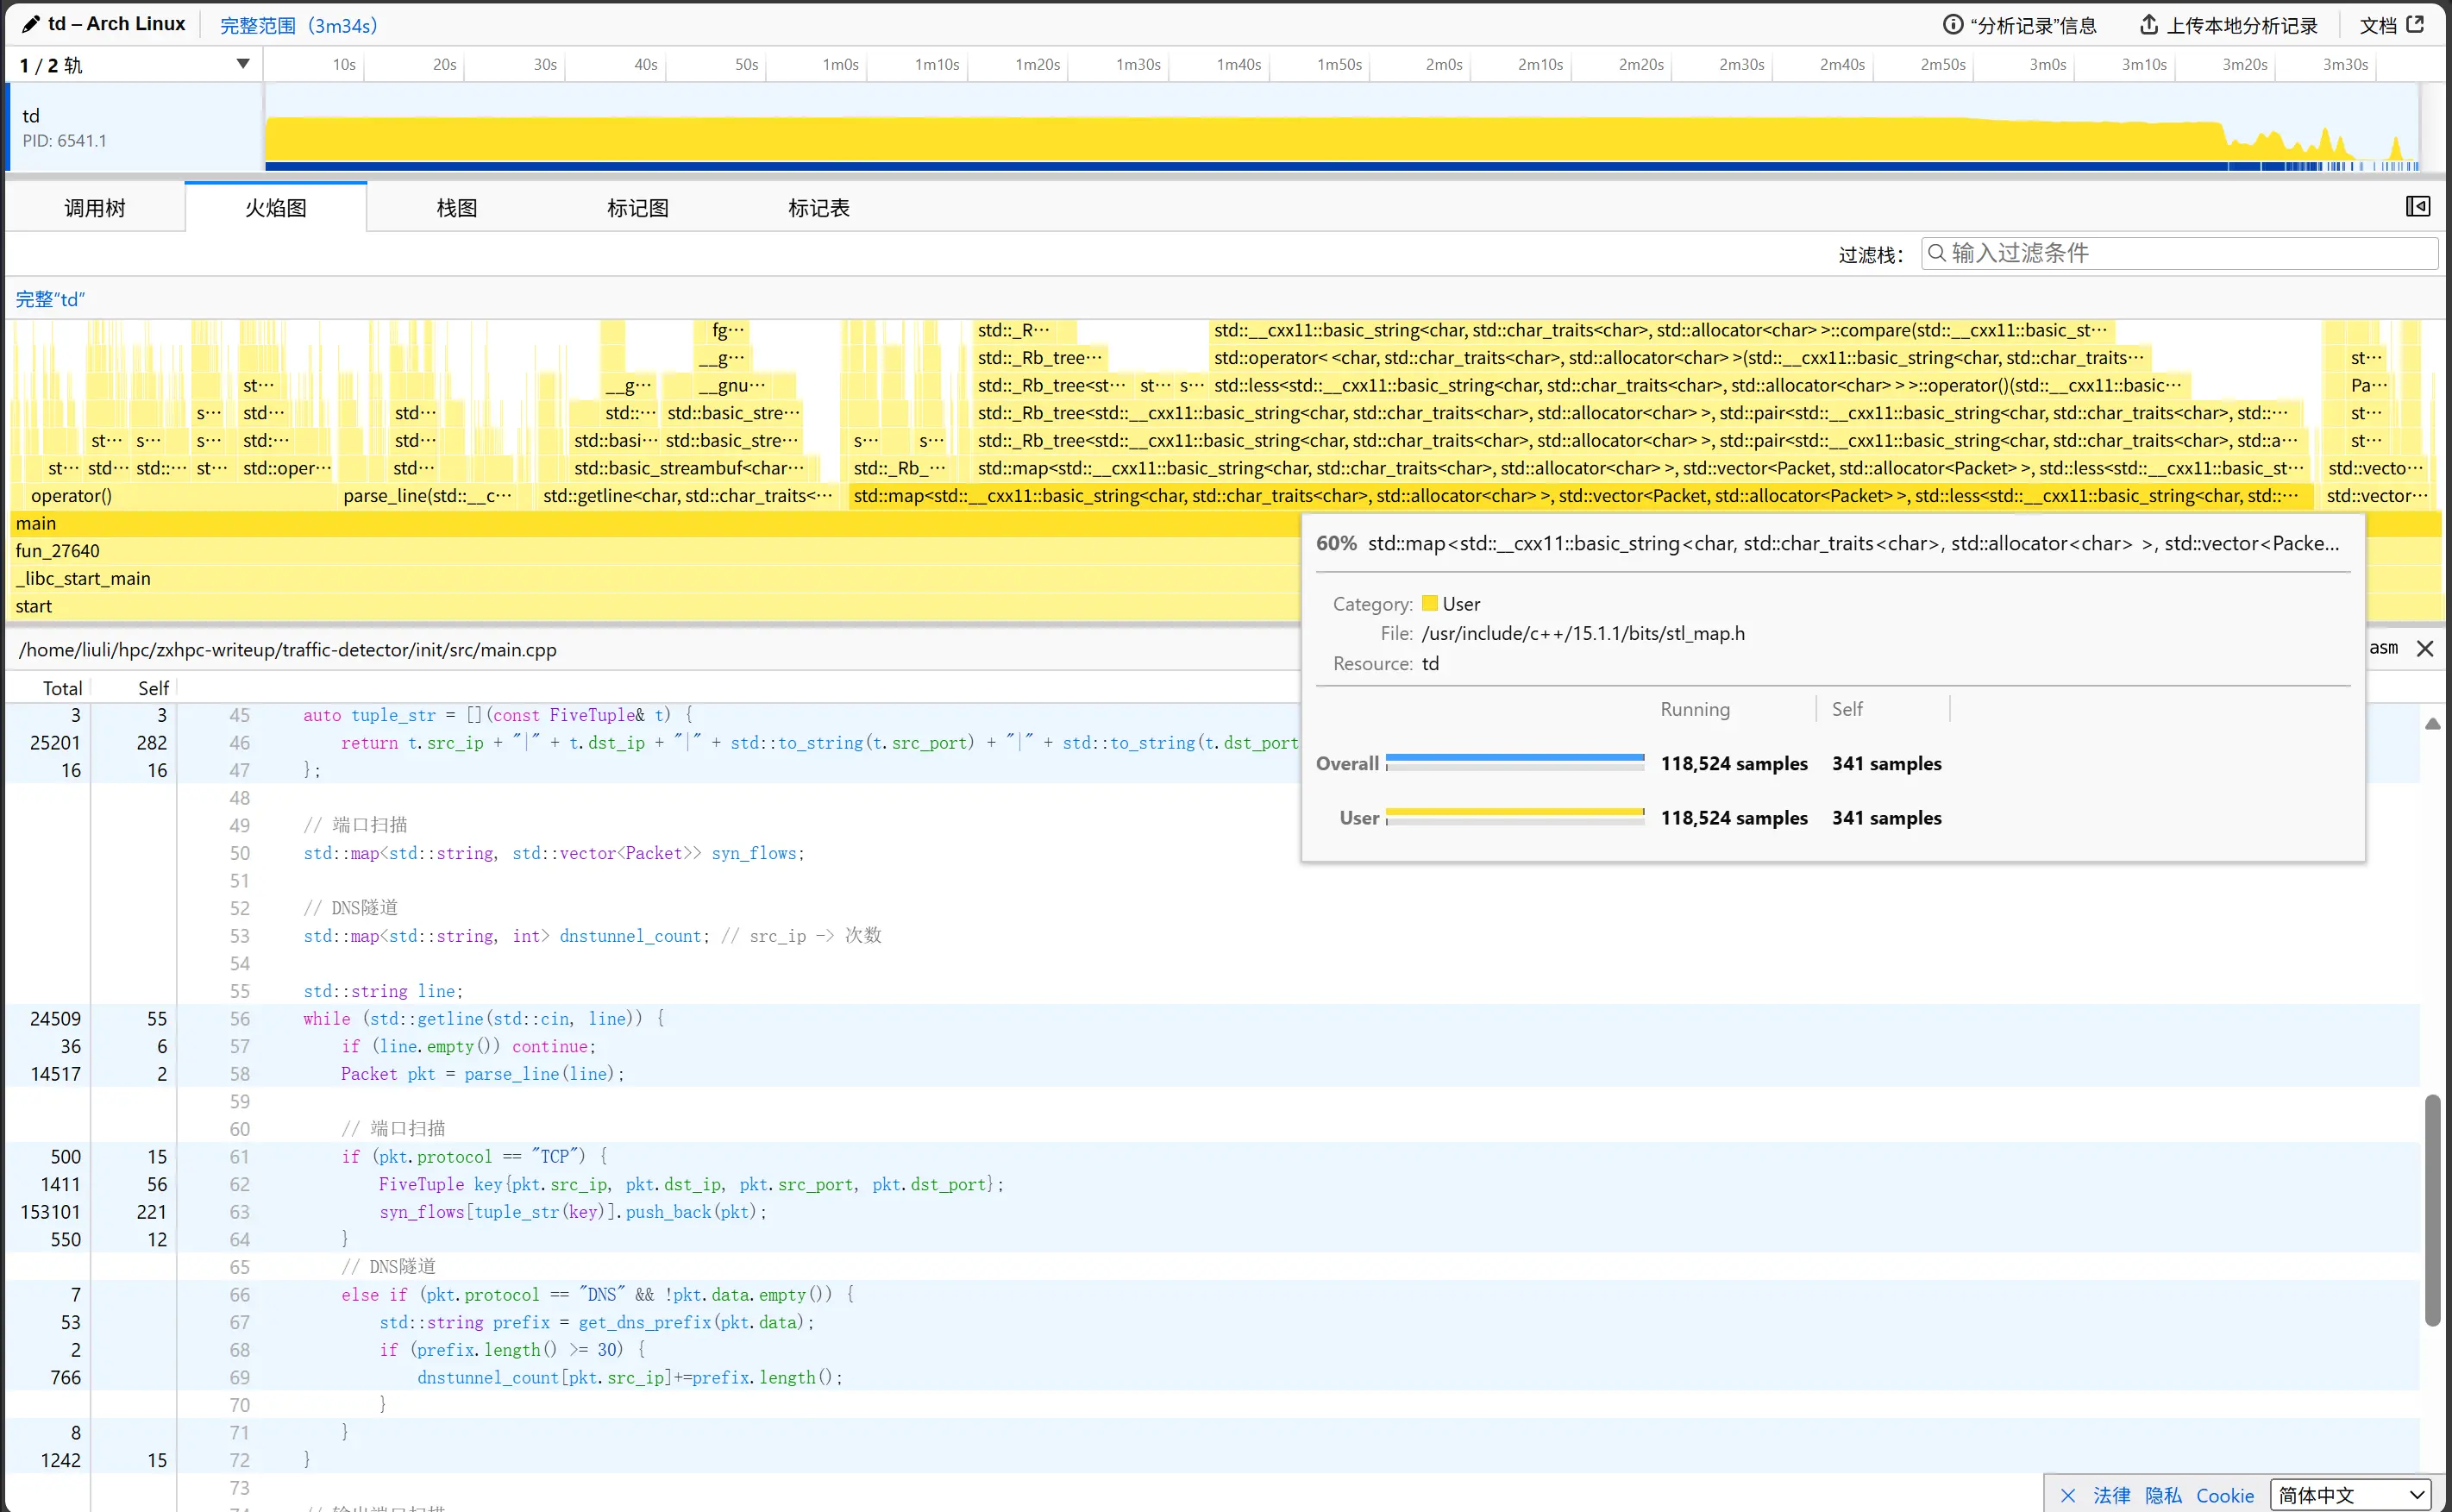 td – Arch Linux 完整范围（3m34s） “分析记录”信息 上传本地分析记录 文档
1 / 2 轨 10s 20s 30s 40s 50s 1m0s 1m10s 1m20s 1m30s 1m40s 1m50s 2m0s 2m10s 2m20s 2m30s 2m40s 2m50s 3m0s 3m10s 3m20s 3m30s
td
PID: 6541.1
调用树 火焰图 栈图 标记图 标记表
过滤栈： 输入过滤条件
完整“td”
fg⋯ std::_R⋯ std::__cxx11::basic_string<char, std::char_traits<char>, std::allocator<char> >::compare(std::__cxx11::basic_st⋯
__g⋯ std::_Rb_tree⋯ std::operator< <char, std::char_traits<char>, std::allocator<char> >(std::__cxx11::basic_string<char, std::char_traits⋯ st⋯
st⋯ __g⋯ __gnu⋯ std::_Rb_tree<st⋯ st⋯ s⋯ std::less<std::__cxx11::basic_string<char, std::char_traits<char>, std::allocator<char> > >::operator()(std::__cxx11::basic⋯ Pa⋯
s⋯ std⋯ std⋯ std::⋯ std::basic_stre⋯ std::_Rb_tree<std::__cxx11::basic_string<char, std::char_traits<char>, std::allocator<char> >, std::pair<std::__cxx11::basic_string<char, std::char_traits<char>, std::⋯ st⋯
st⋯ s⋯ s⋯ std:⋯ std⋯ std::basi⋯ std::basic_stre⋯ s⋯ s⋯ std::_Rb_tree<std::__cxx11::basic_string<char, std::char_traits<char>, std::allocator<char> >, std::pair<std::__cxx11::basic_string<char, std::char_traits<char>, std::a⋯ st⋯
st⋯ std⋯ std::⋯ st⋯ std::oper⋯ std⋯ std::basic_streambuf<char⋯ std::_Rb_⋯ std::map<std::__cxx11::basic_string<char, std::char_traits<char>, std::allocator<char> >, std::vector<Packet, std::allocator<Packet> >, std::less<std::__cxx11::basic_st⋯ std::vecto⋯
operator() parse_line(std::__c⋯ std::getline<char, std::char_traits<⋯ std::map<std::__cxx11::basic_string<char, std::char_traits<char>, std::allocator<char> >, std::vector<Packet, std::allocator<Packet> >, std::less<std::__cxx11::basic_string<char, std::⋯ std::vector⋯
main
fun_27640
_libc_start_main
start
60% std::map<std::__cxx11::basic_string<char, std::char_traits<char>, std::allocator<char> >, std::vector<Packe...
Category: User
File: /usr/include/c++/15.1.1/bits/stl_map.h
Resource: td
Running Self
Overall 118,524 samples 341 samples
User 118,524 samples 341 samples
/home/liuli/hpc/zxhpc-writeup/traffic-detector/init/src/main.cpp asm
Total Self
3 3 45 auto tuple_str = [](const FiveTuple& t) {
25201 282 46 return t.src_ip + "|" + t.dst_ip + "|" + std::to_string(t.src_port) + "|" + std::to_string(t.dst_port
16 16 47 };
48
49 // 端口扫描
50 std::map<std::string, std::vector<Packet>> syn_flows;
51
52 // DNS隧道
53 std::map<std::string, int> dnstunnel_count; // src_ip -> 次数
54
55 std::string line;
24509 55 56 while (std::getline(std::cin, line)) {
36 6 57 if (line.empty()) continue;
14517 2 58 Packet pkt = parse_line(line);
59
60 // 端口扫描
500 15 61 if (pkt.protocol == "TCP") {
1411 56 62 FiveTuple key{pkt.src_ip, pkt.dst_ip, pkt.src_port, pkt.dst_port};
153101 221 63 syn_flows[tuple_str(key)].push_back(pkt);
550 12 64 }
65 // DNS隧道
7 66 else if (pkt.protocol == "DNS" && !pkt.data.empty()) {
53 67 std::string prefix = get_dns_prefix(pkt.data);
2 68 if (prefix.length() >= 30) {
766 69 dnstunnel_count[pkt.src_ip]+=prefix.length();
70 }
8 71 }
1242 15 72 }
73
法律 隐私 Cookie 简体中文